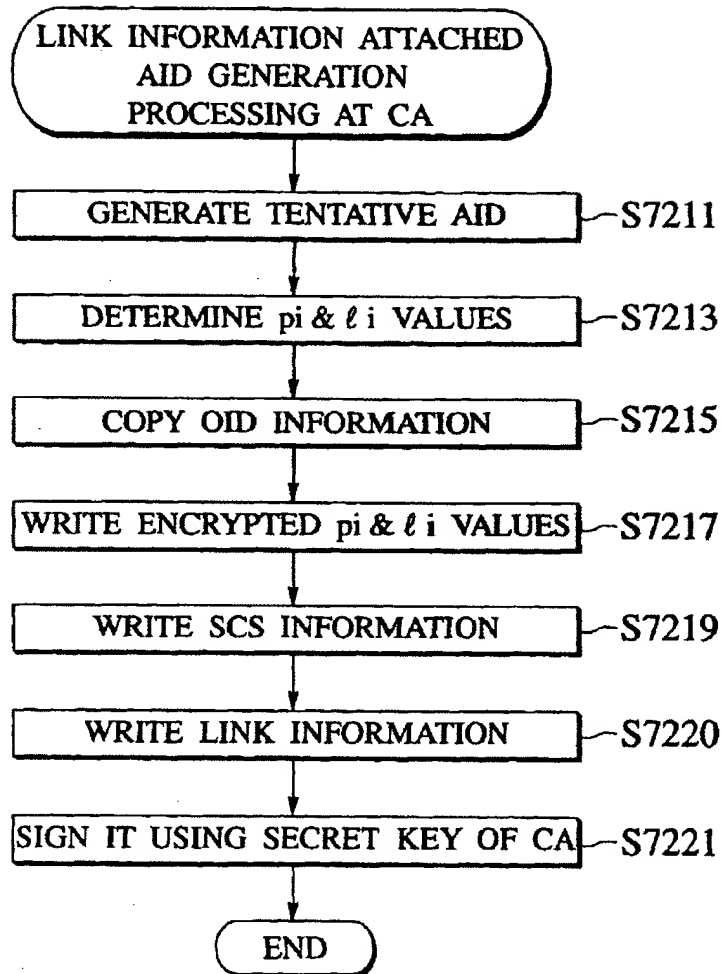 LINK INFORMATION ATTACHED
AID GENERATION
PROCESSING AT CA
GENERATE TENTATIVE AID S7211
DETERMINE pi & ℓ i VALUES S7213
COPY OID INFORMATION S7215
WRITE ENCRYPTED pi & ℓ i VALUES S7217
WRITE SCS INFORMATION S7219
WRITE LINK INFORMATION S7220
SIGN IT USING SECRET KEY OF CA S7221
END